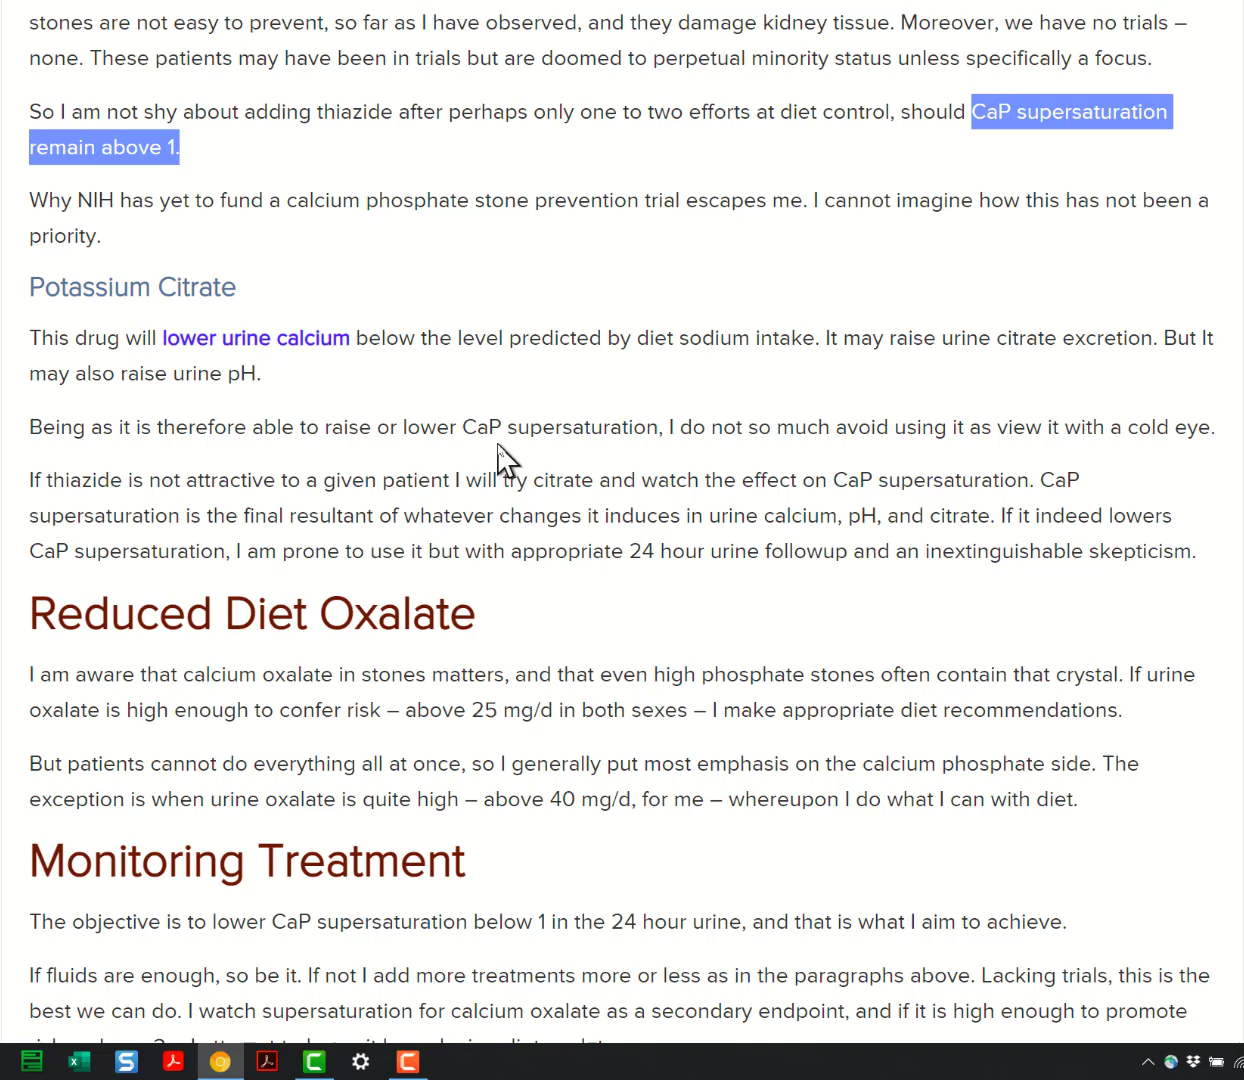 stones are not easy to prevent, so far as I have observed, and they damage kidney tissue. Moreover, we have no trials –
none. These patients may have been in trials but are doomed to perpetual minority status unless specifically a focus.
So I am not shy about adding thiazide after perhaps only one to two efforts at diet control, should CaP supersaturation
remain above 1.
Why NIH has yet to fund a calcium phosphate stone prevention trial escapes me. I cannot imagine how this has not been a
priority.
Potassium Citrate
This drug will lower urine calcium below the level predicted by diet sodium intake. It may raise urine citrate excretion. But It
may also raise urine pH.
Being as it is therefore able to raise or lower CaP supersaturation, I do not so much avoid using it as view it with a cold eye.
If thiazide is not attractive to a given patient I will try citrate and watch the effect on CaP supersaturation. CaP
supersaturation is the final resultant of whatever changes it induces in urine calcium, pH, and citrate. If it indeed lowers
CaP supersaturation, I am prone to use it but with appropriate 24 hour urine followup and an inextinguishable skepticism.
Reduced Diet Oxalate
I am aware that calcium oxalate in stones matters, and that even high phosphate stones often contain that crystal. If urine
oxalate is high enough to confer risk – above 25 mg/d in both sexes – I make appropriate diet recommendations.
But patients cannot do everything all at once, so I generally put most emphasis on the calcium phosphate side. The
exception is when urine oxalate is quite high – above 40 mg/d, for me – whereupon I do what I can with diet.
Monitoring Treatment
The objective is to lower CaP supersaturation below 1 in the 24 hour urine, and that is what I aim to achieve.
If fluids are enough, so be it. If not I add more treatments more or less as in the paragraphs above. Lacking trials, this is the
best we can do. I watch supersaturation for calcium oxalate as a secondary endpoint, and if it is high enough to promote